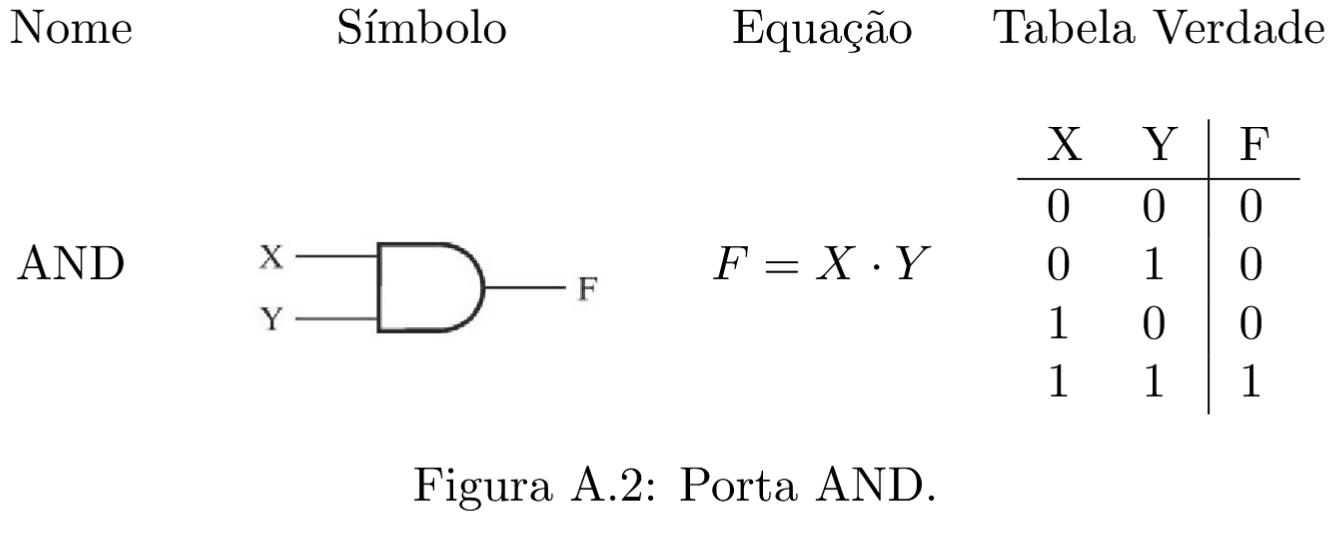 Nome Símbolo Equação Tabela Verdade
X Y F
0 0 0
0 1 0
1 0 0
1 1 1
AND
X
Y
F
F = X · Y
Figura A.2: Porta AND.